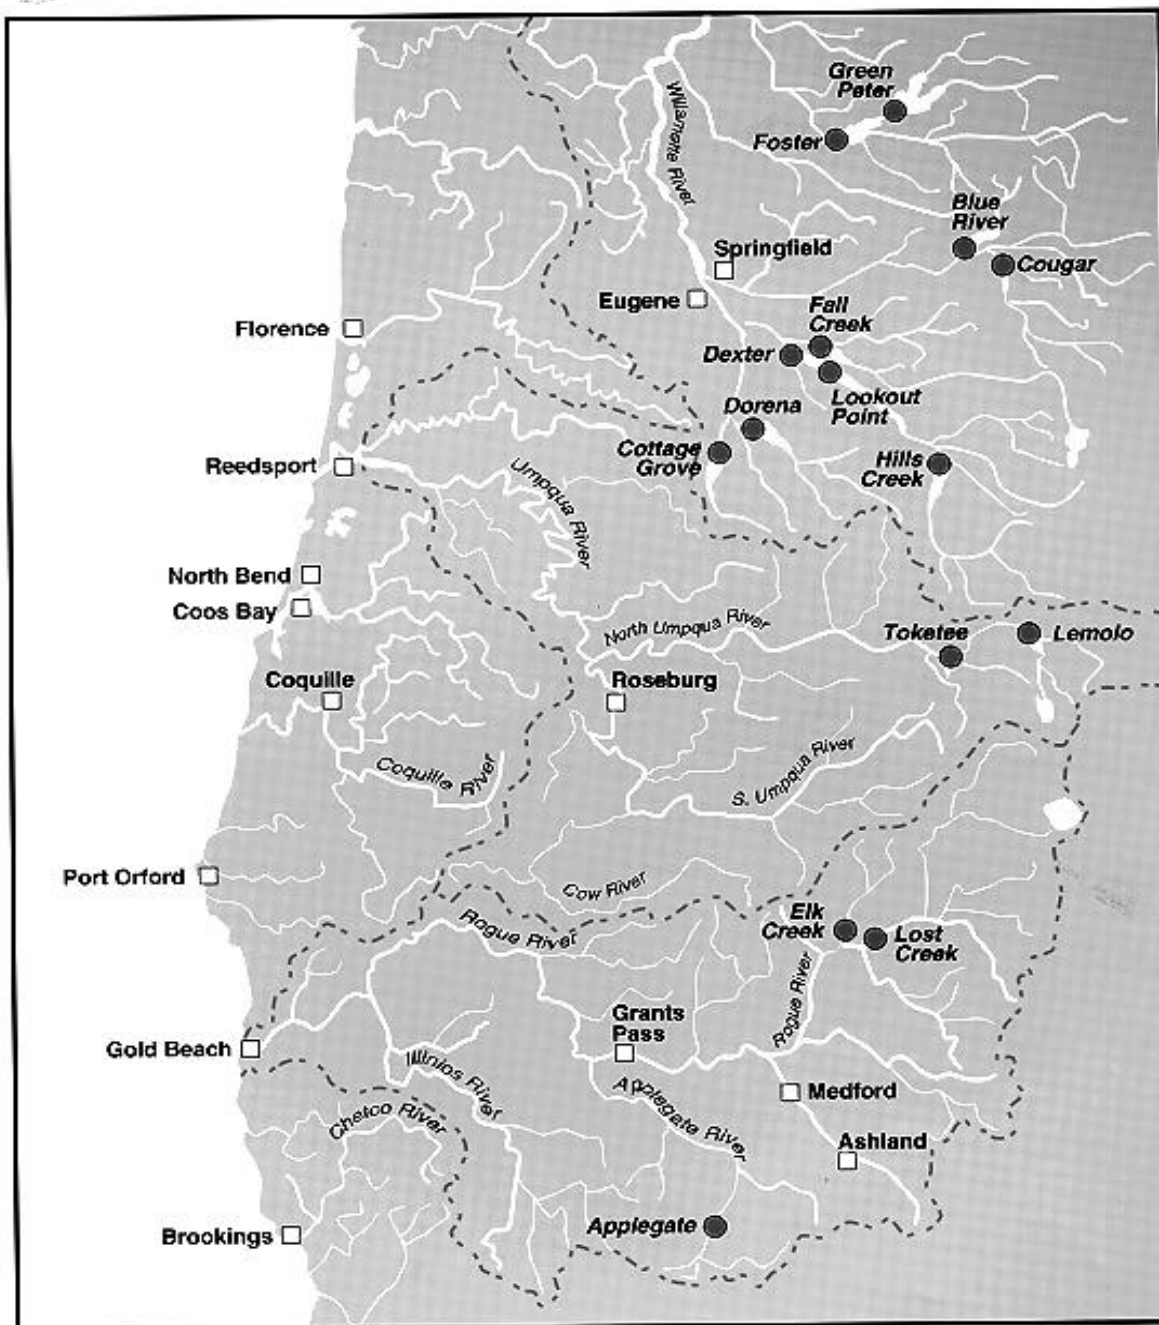 Green
Peter
Foster
Willamette River
Blue
River
Springfield
Cougar
Eugene
Fall
Creek
Florence
Dexter
Lookout
Point
Dorena
Cottage
Grove
Hills
Creek
Reedsport
Umpqua River
North Bend
Coos Bay
North Umpqua River
Toketee
Lemolo
Coquille
Roseburg
Coquille River
S. Umpqua River
Port Orford
Cow River
Elk
Creek
Rogue River
Lost
Creek
Rogue River
Grants
Pass
Gold Beach
Illinios River
Applegate River
Medford
Chetco River
Ashland
Applegate
Brookings